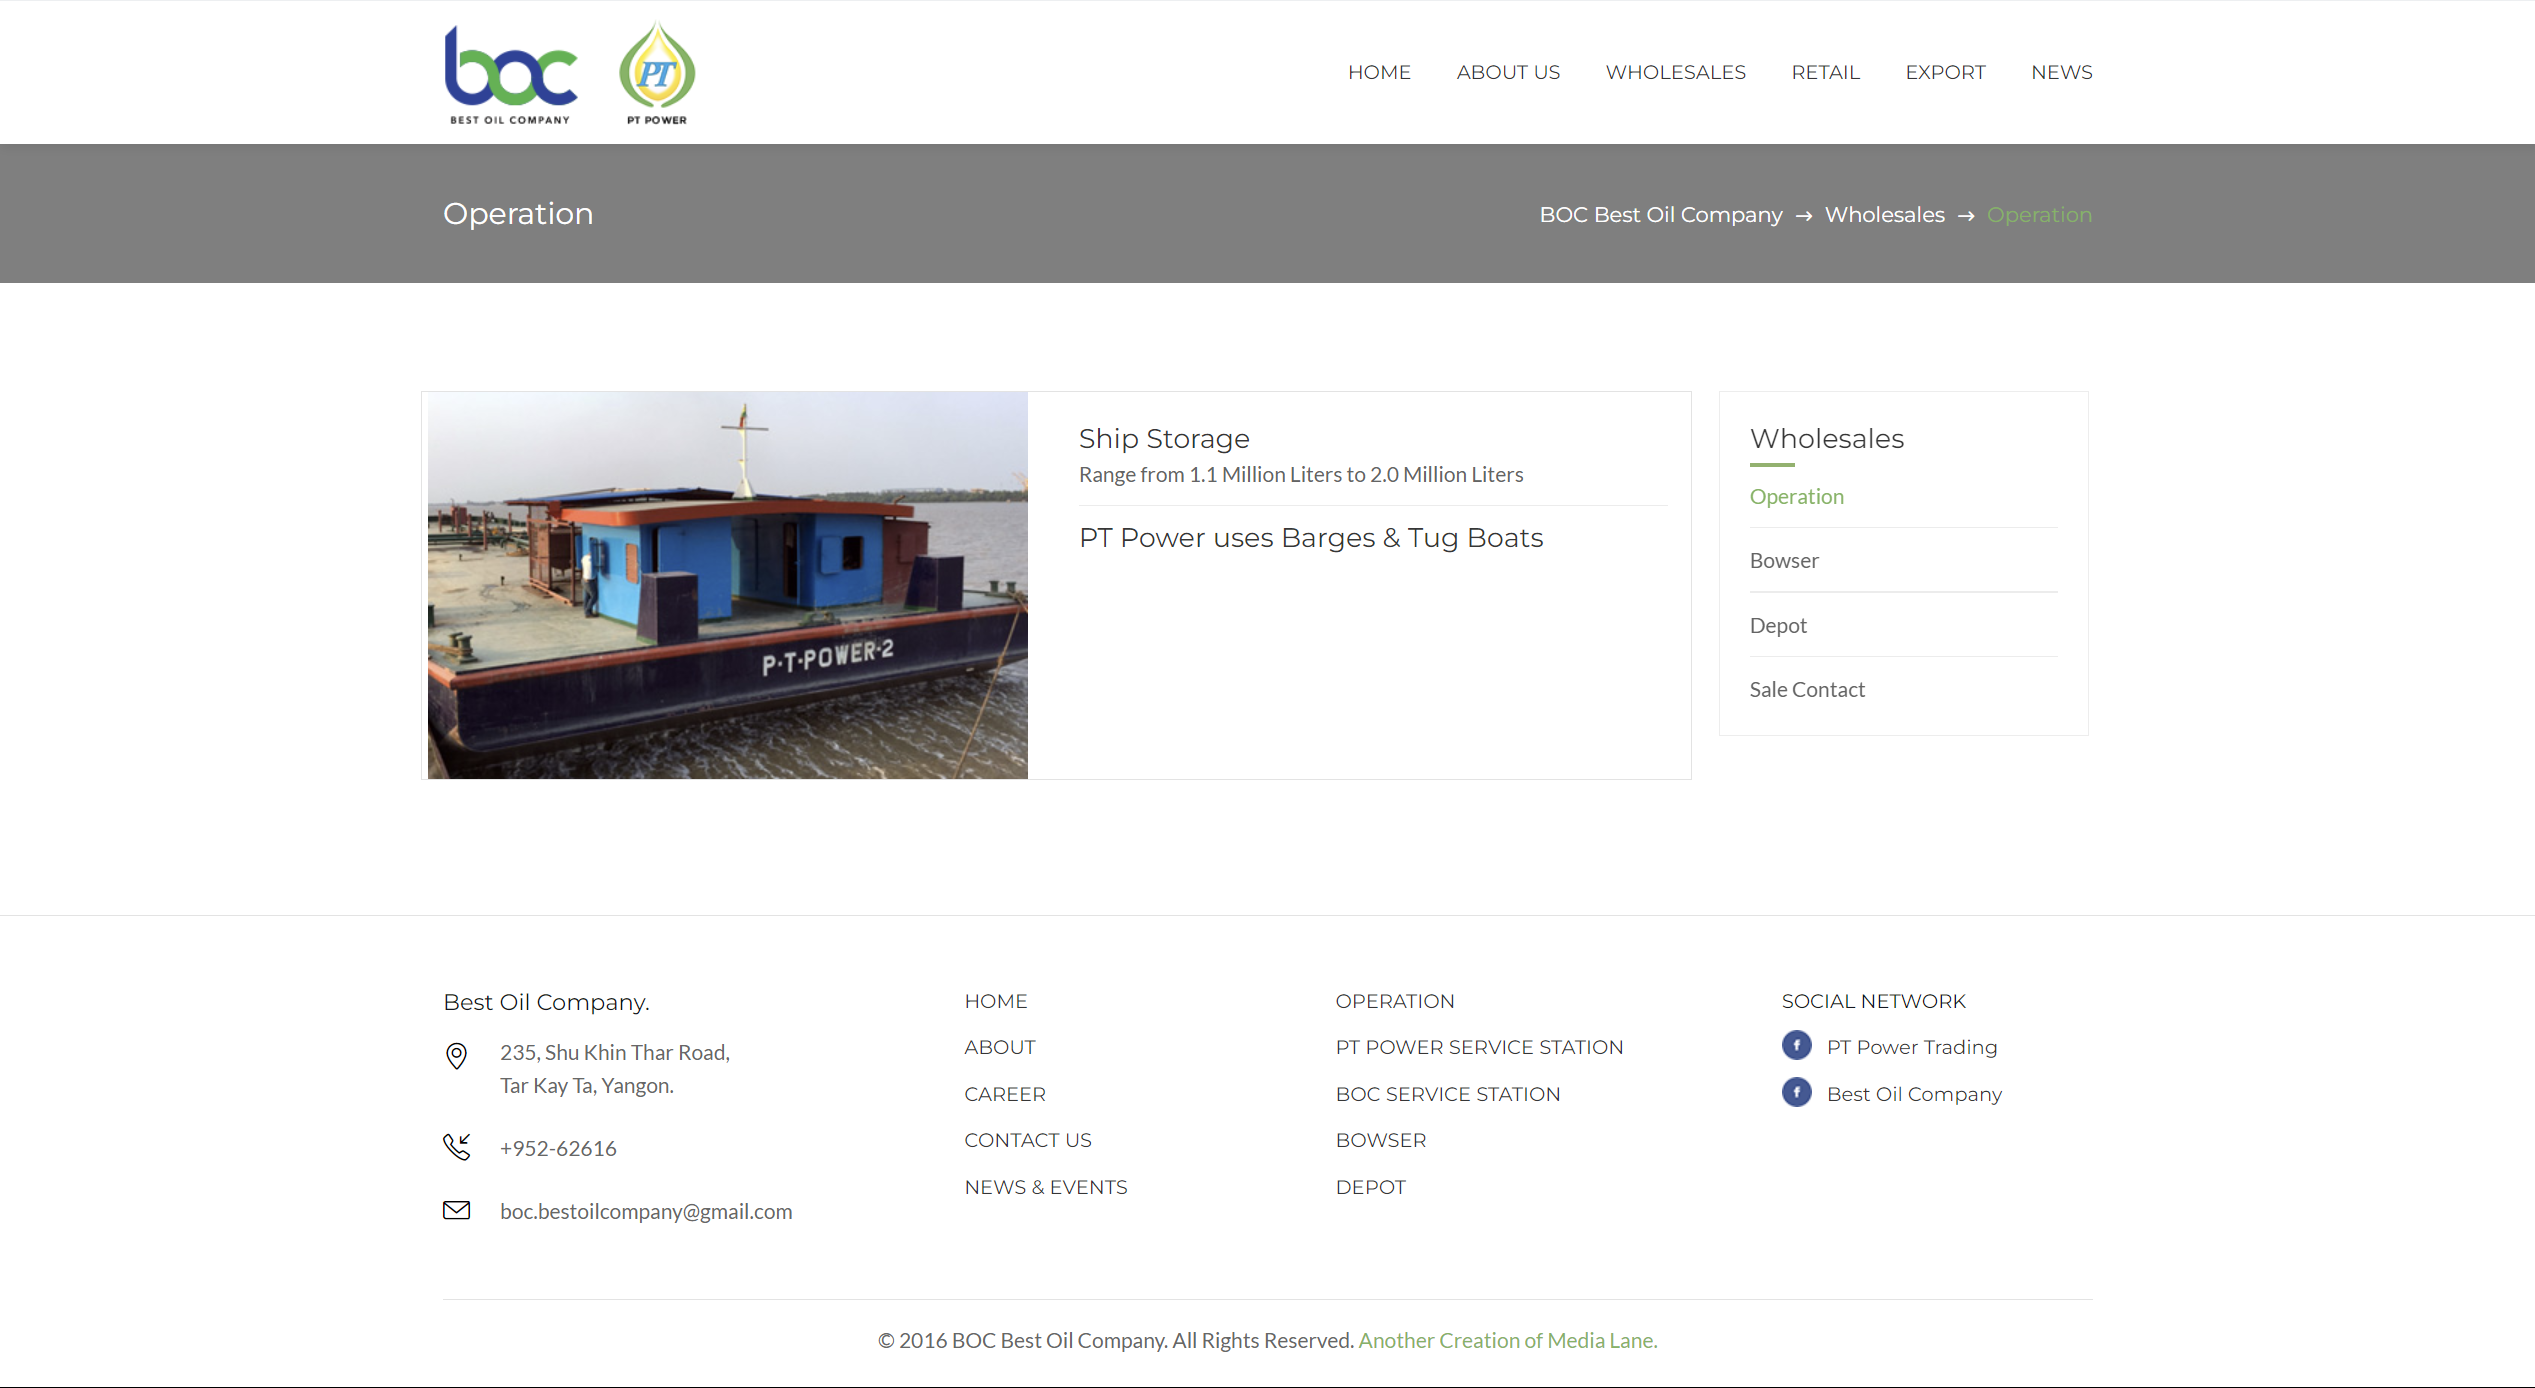 boc
BEST OIL COMPANY
PT
PT POWER
HOME
ABOUT US
WHOLESALES
RETAIL
EXPORT
NEWS
Operation
BOC Best Oil Company → Wholesales → Operation
P·T·POWER·2
Ship Storage
Range from 1.1 Million Liters to 2.0 Million Liters
PT Power uses Barges & Tug Boats
Wholesales
Operation
Bowser
Depot
Sale Contact
Best Oil Company.
235, Shu Khin Thar Road,
Tar Kay Ta, Yangon.
+952-62616
boc.bestoilcompany@gmail.com
HOME
ABOUT
CAREER
CONTACT US
NEWS & EVENTS
OPERATION
PT POWER SERVICE STATION
BOC SERVICE STATION
BOWSER
DEPOT
SOCIAL NETWORK
f PT Power Trading
f Best Oil Company
© 2016 BOC Best Oil Company. All Rights Reserved. Another Creation of Media Lane.